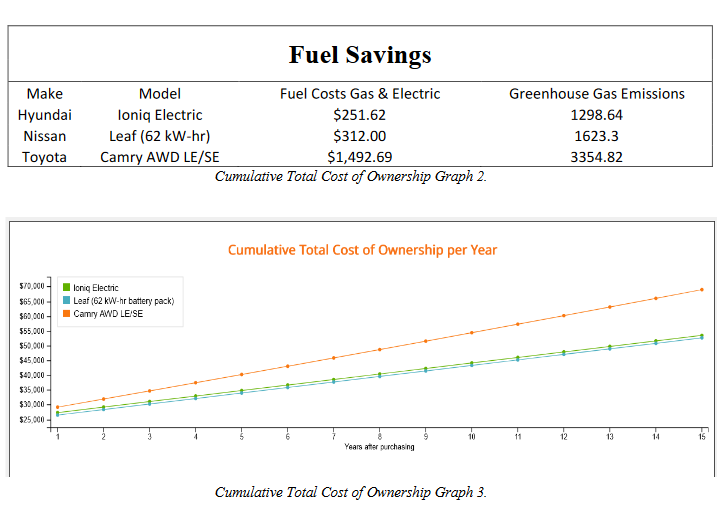 Fuel Savings
Make Model Fuel Costs Gas & Electric Greenhouse Gas Emissions
Hyundai Ioniq Electric $251.62 1298.64
Nissan Leaf (62 kW-hr) $312.00 1623.3
Toyota Camry AWD LE/SE $1,492.69 3354.82
Cumulative Total Cost of Ownership Graph 2.
Cumulative Total Cost of Ownership per Year
$70,000
$65,000
$60,000
$55,000
$50,000
$45,000
$40,000
$35,000
$30,000
$25,000
Ioniq Electric
Leaf (62 kW-hr battery pack)
Camry AWD LE/SE
1 2 3 4 5 6 7 8 9 10 11 12 13 14 15
Years after purchasing
Cumulative Total Cost of Ownership Graph 3.